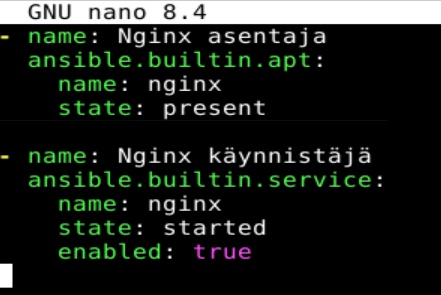 GNU nano 8.4
- name: Nginx asentaja
  ansible.builtin.apt:
    name: nginx
    state: present

- name: Nginx käynnistäjä
  ansible.builtin.service:
    name: nginx
    state: started
    enabled: true